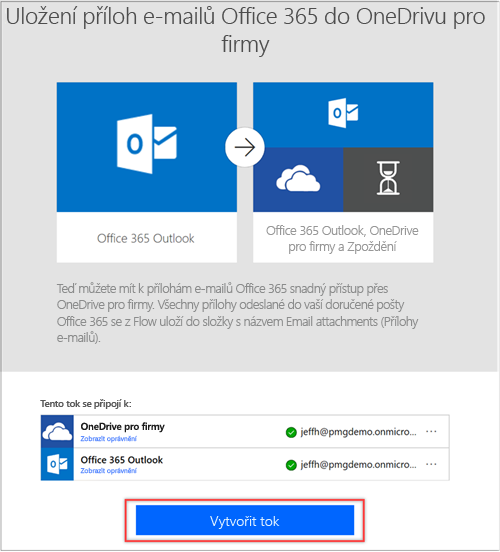 Uložení příloh e-mailů Office 365 do OneDrivu pro
firmy
Office 365 Outlook
Office 365 Outlook, OneDrive
pro firmy a Zpoždění
Teď můžete mít k přílohám e-mailů Office 365 snadný přístup přes
OneDrive pro firmy. Všechny přílohy odeslané do vaší doručené pošty
Office 365 se z Flow uloží do složky s názvem Email attachments (Přílohy
e-mailů).
Tento tok se připojí k:
OneDrive pro firmy
Zobrazit oprávnění
jeffh@pmgdemo.onmicro...
Office 365 Outlook
Zobrazit oprávnění
jeffh@pmgdemo.onmicro...
Vytvořit tok